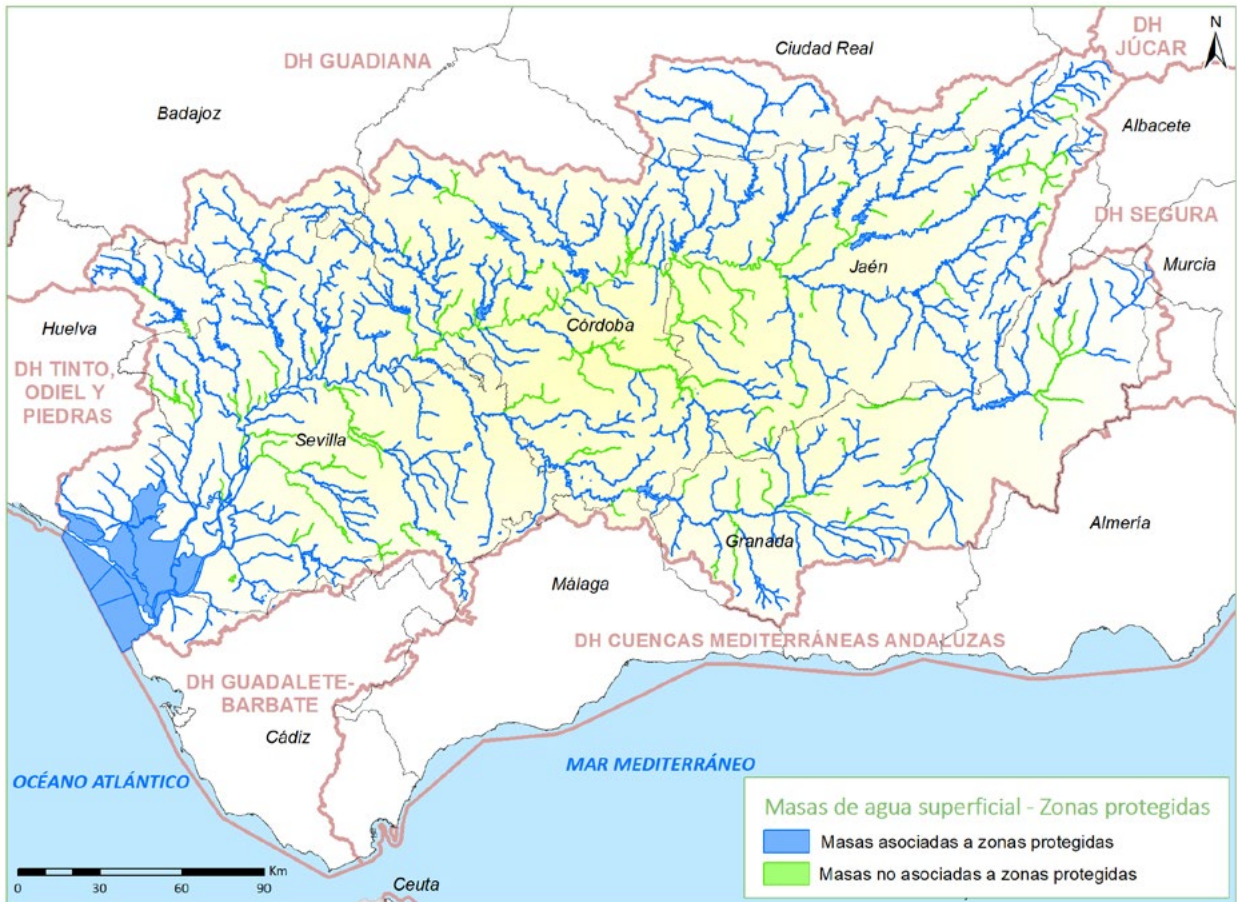 N
DH
JÚCAR
Ciudad Real
DH GUADIANA
Badajoz
Albacete
DH SEGURA
Murcia
Jaén
Huelva
Córdoba
DH TINTO,
ODIEL Y
PIEDRAS
Sevilla
Almería
Granada
Málaga
DH CUENCAS MEDITERRÁNEAS ANDALUZAS
DH GUADALETE-
BARBATE
Cádiz
MAR MEDITERRÁNEO
OCÉANO ATLÁNTICO
Masas de agua superficial - Zonas protegidas
Masas asociadas a zonas protegidas
Masas no asociadas a zonas protegidas
Km
0 30 60 90
Ceuta